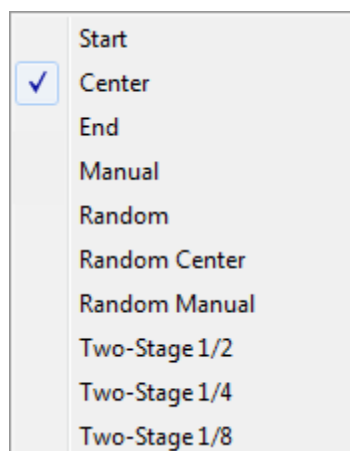 Start
Center
End
Manual
Random
Random Center
Random Manual
Two-Stage 1/2
Two-Stage 1/4
Two-Stage 1/8